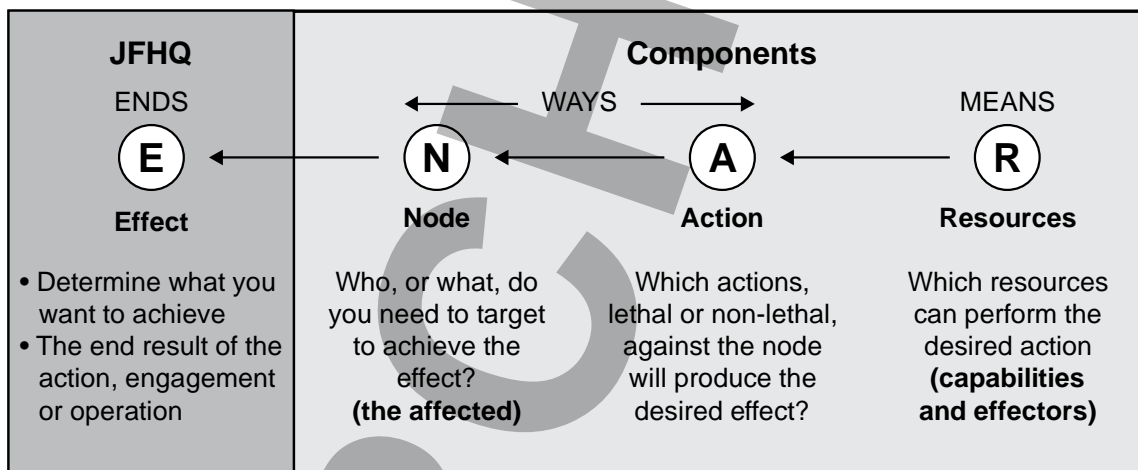 JFHQ
ENDS
E
Effect
• Determine what you
want to achieve
• The end result of the
action, engagement
or operation
Components
WAYS
MEANS
N
A
R
Node
Action
Resources
Who, or what, do
you need to target
to achieve the
effect?
(the affected)
Which actions,
lethal or non-lethal,
against the node
will produce the
desired effect?
Which resources
can perform the
desired action
(capabilities
and effectors)